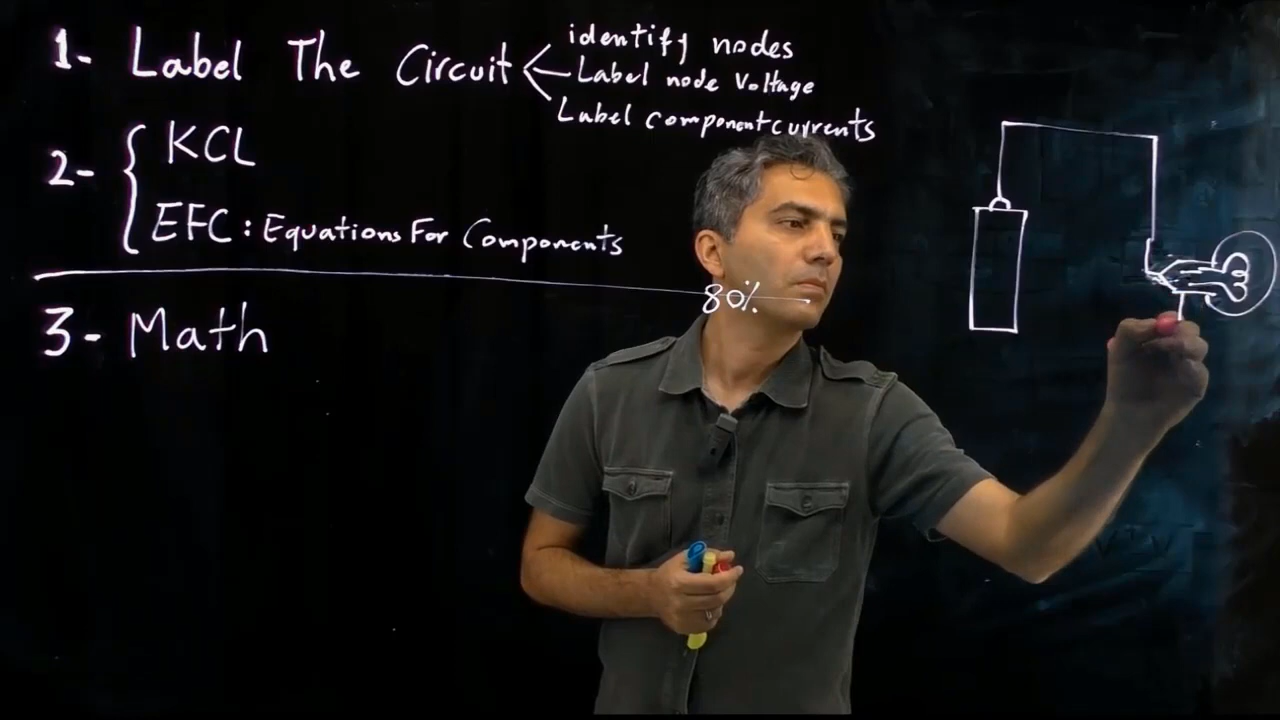 1- Label The Circuit
identify nodes
Label node Voltage
Label component currents
2- { KCL
EFC: Equations For Components
80%
3- Math